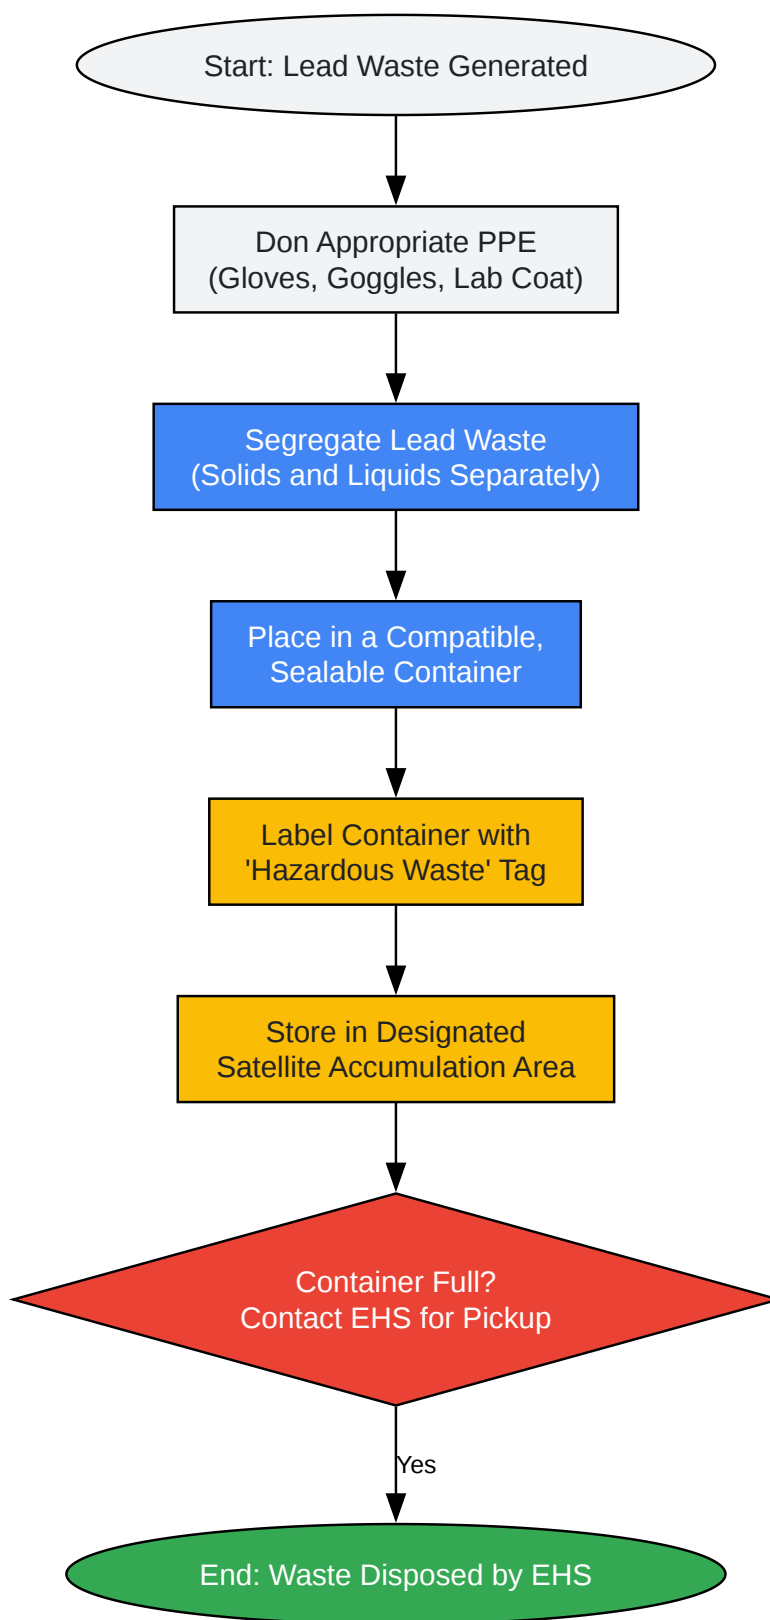 Start: Lead Waste Generated
Don Appropriate PPE
(Gloves, Goggles, Lab Coat)
Segregate Lead Waste
(Solids and Liquids Separately)
Place in a Compatible,
Sealable Container
Label Container with
'Hazardous Waste' Tag
Store in Designated
Satellite Accumulation Area
Container Full?
Contact EHS for Pickup
Yes
End: Waste Disposed by EHS